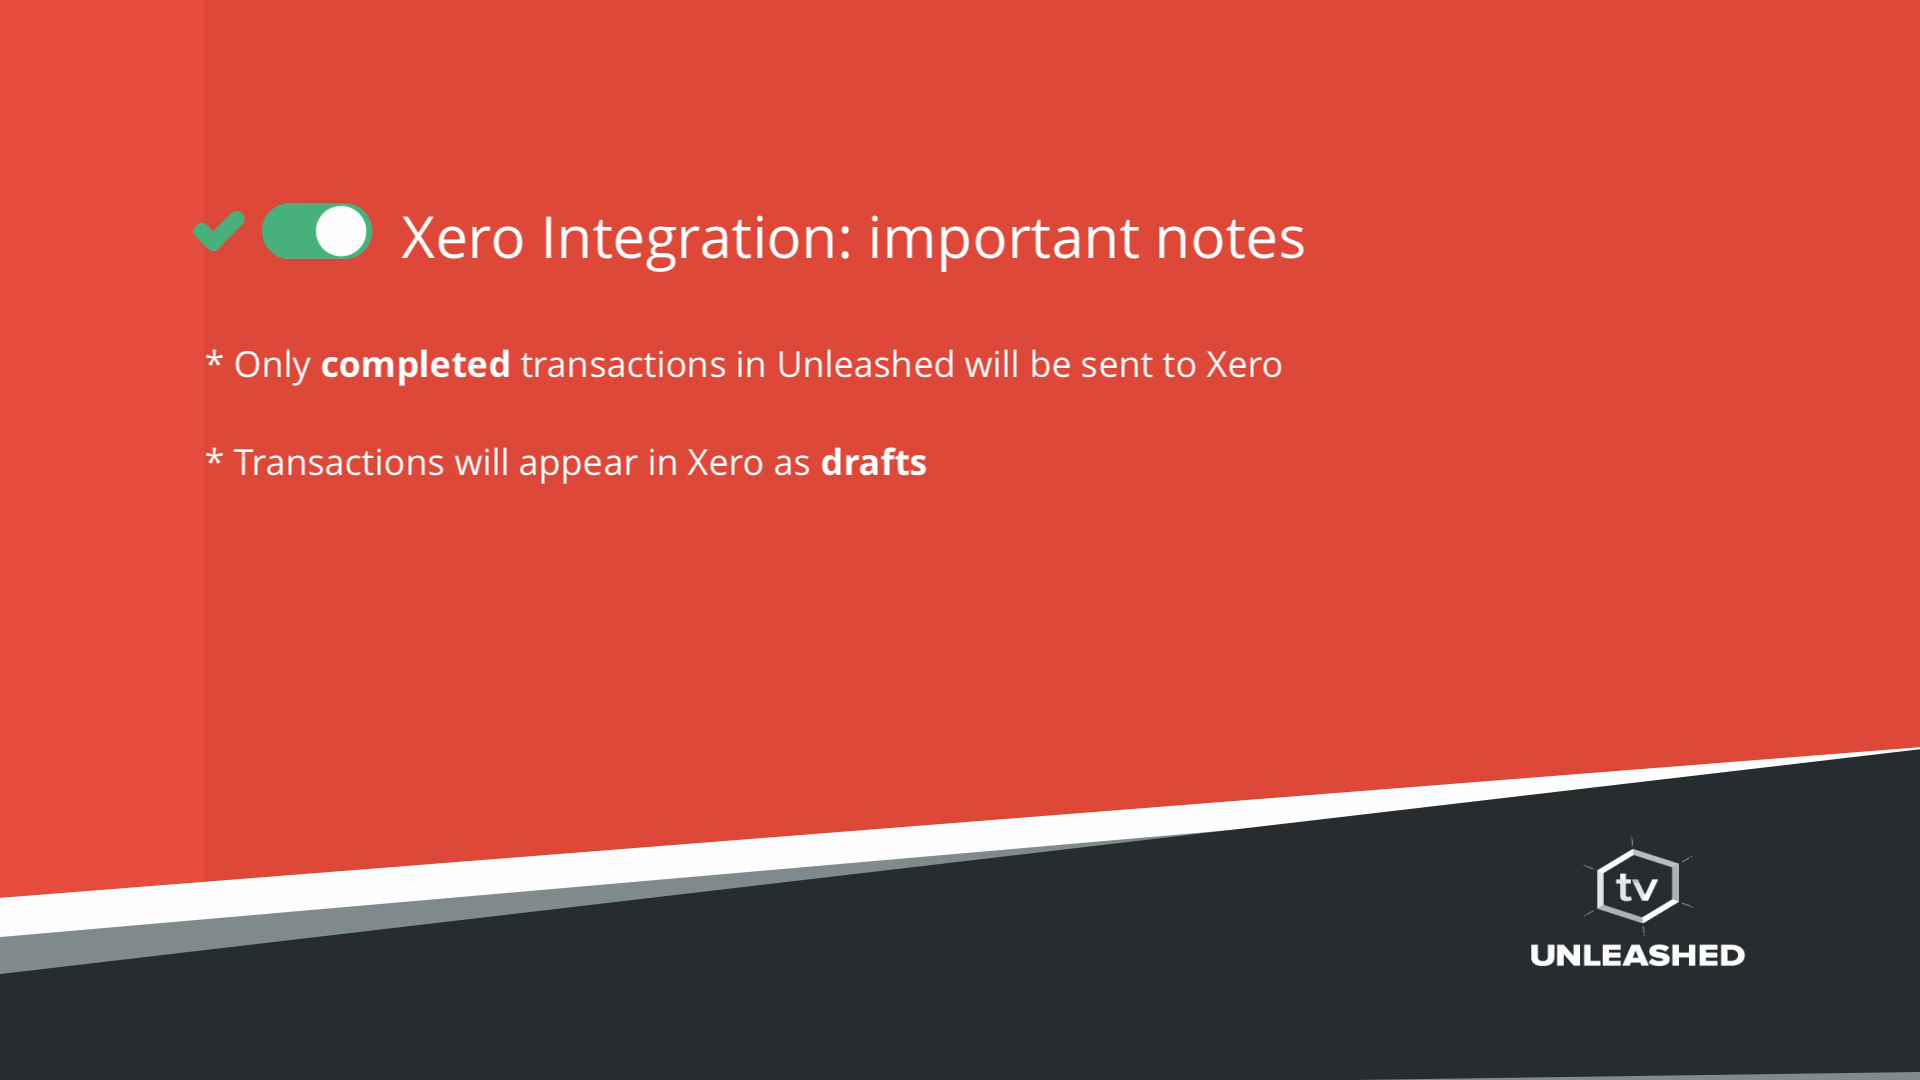 Xero Integration: important notes
* Only completed transactions in Unleashed will be sent to Xero
* Transactions will appear in Xero as drafts
tv
UNLEASHED